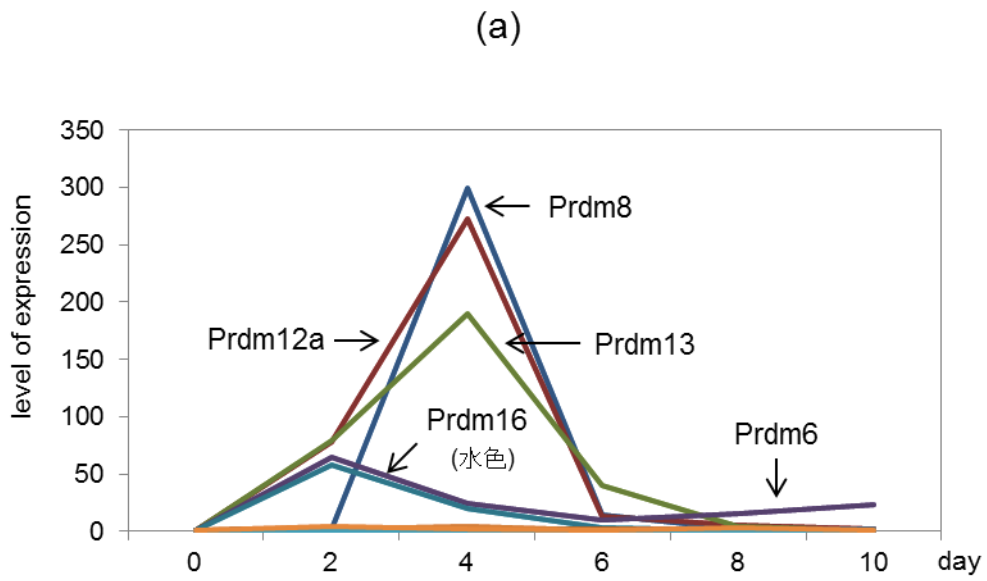 (a)
350
300
250
200
150
100
50
0
level of expression
Prdm8
Prdm12a
Prdm13
Prdm16
(水色)
Prdm6
0 2 4 6 8 10 day